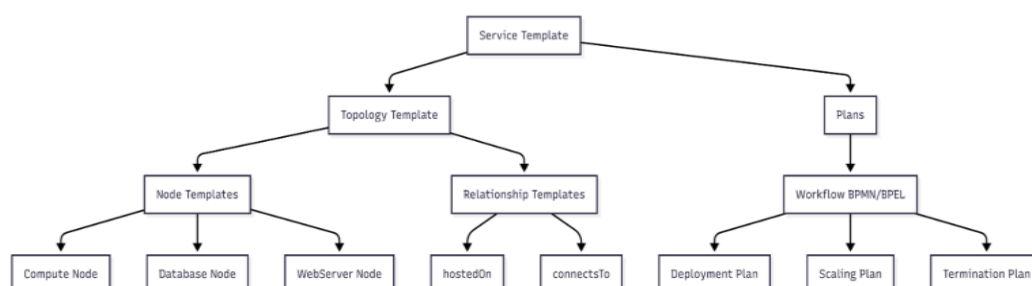 Service Template
Topology Template
Plans
Node Templates
Relationship Templates
Workflow BPMN/BPEL
Compute Node
Database Node
WebServer Node
hostedOn
connectsTo
Deployment Plan
Scaling Plan
Termination Plan